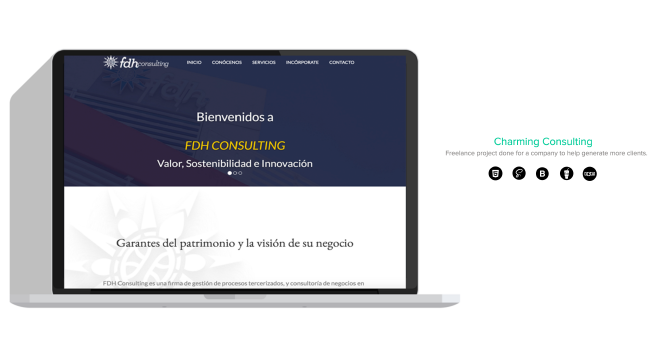 fdh consulting
INICIO CONÓCENOS SERVICIOS INCÓRPORATE CONTACTO
Bienvenidos a
FDH CONSULTING
Valor, Sostenibilidad e Innovación
Garantes del patrimonio y la visión de su negocio
FDH Consulting es una firma de gestión de procesos tercerizados, y consultoría de negocios en
Charming Consulting
Freelance project done for a company to help generate more clients.
B